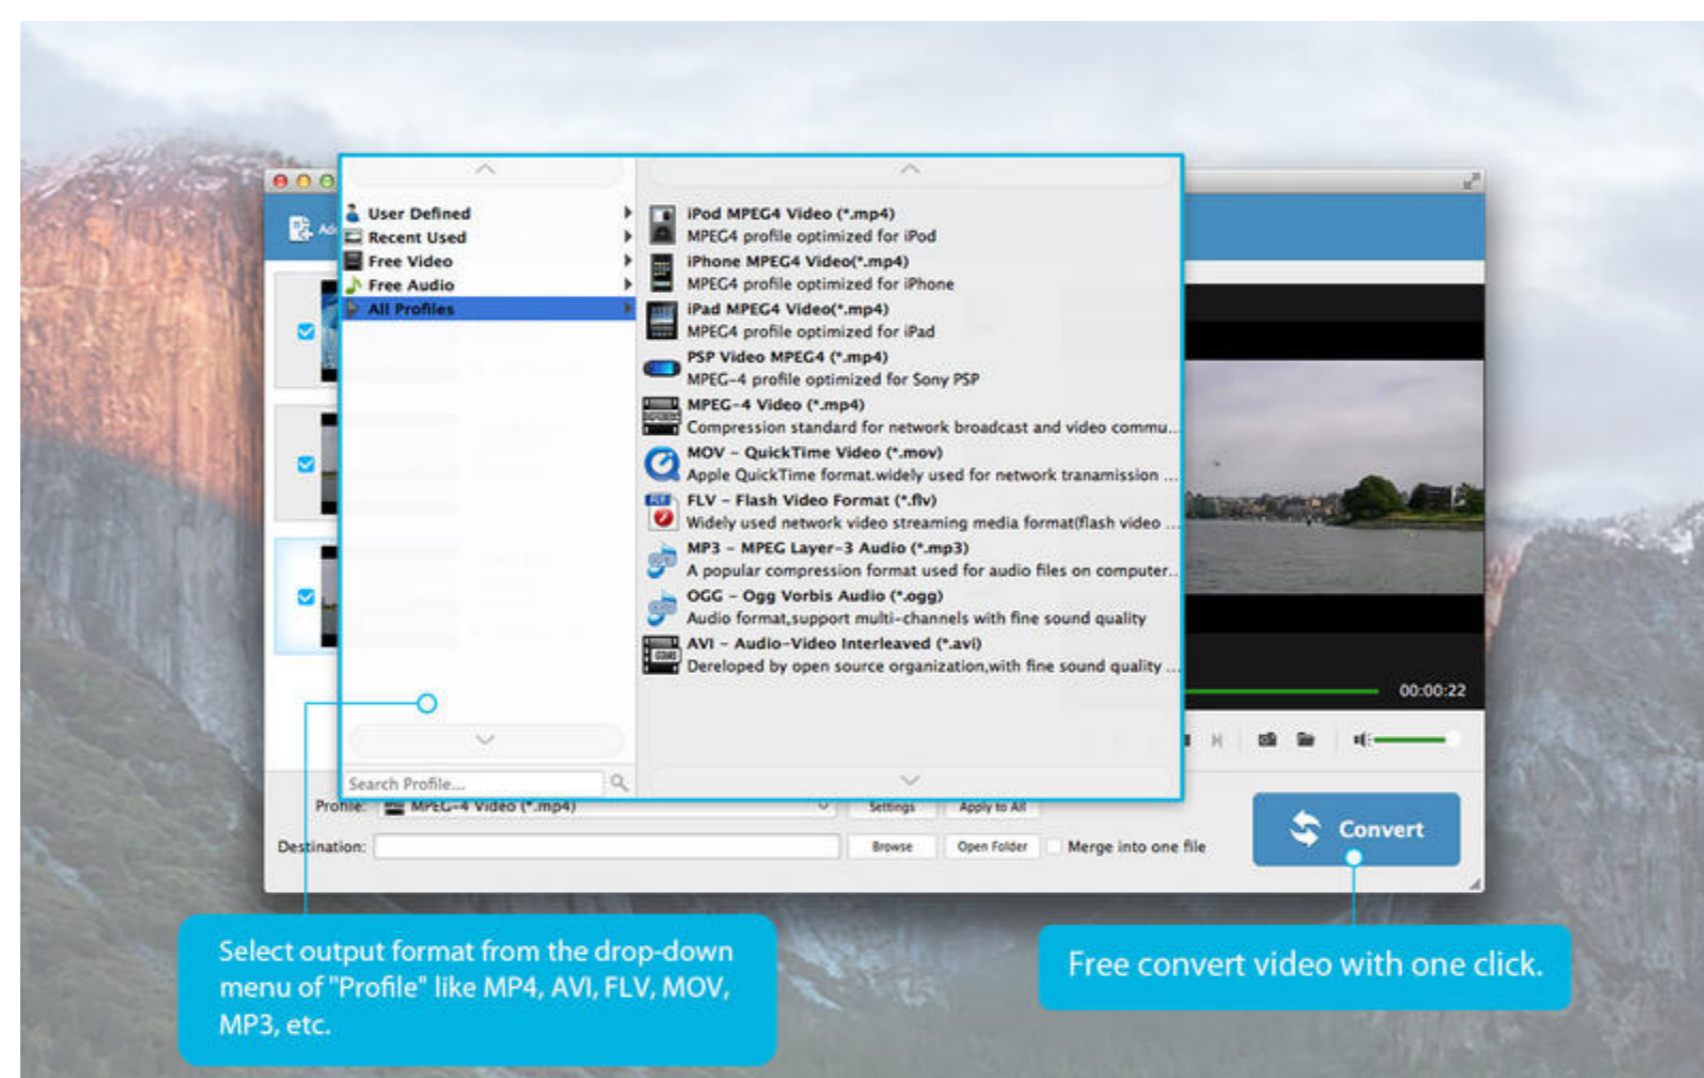 Ad
User Defined
Recent Used
Free Video
Free Audio
All Profiles
Search Profile...
iPod MPEG4 Video (*.mp4)
MPEG4 profile optimized for iPod
iPhone MPEG4 Video(*.mp4)
MPEG4 profile optimized for iPhone
iPad MPEG4 Video(*.mp4)
MPEG4 profile optimized for iPad
PSP Video MPEG4 (*.mp4)
MPEG-4 profile optimized for Sony PSP
MPEG-4 Video (*.mp4)
Compression standard for network broadcast and video commu...
MOV - QuickTime Video (*.mov)
Apple QuickTime format.widely used for network tranamission ...
FLV - Flash Video Format (*.flv)
Widely used network video streaming media format(flash video ...
MP3 - MPEG Layer-3 Audio (*.mp3)
A popular compression format used for audio files on computer..
OGG - Ogg Vorbis Audio (*.ogg)
Audio format,support multi-channels with fine sound quality
AVI - Audio-Video Interleaved (*.avi)
Dereloped by open source organization,with fine sound quality ...
00:00:22
Profile: MPEG-4 Video (*.mp4) Settings Apply to All
Destination: Browse Open Folder Merge into one file
Convert
Select output format from the drop-down
menu of "Profile" like MP4, AVI, FLV, MOV,
MP3, etc.
Free convert video with one click.